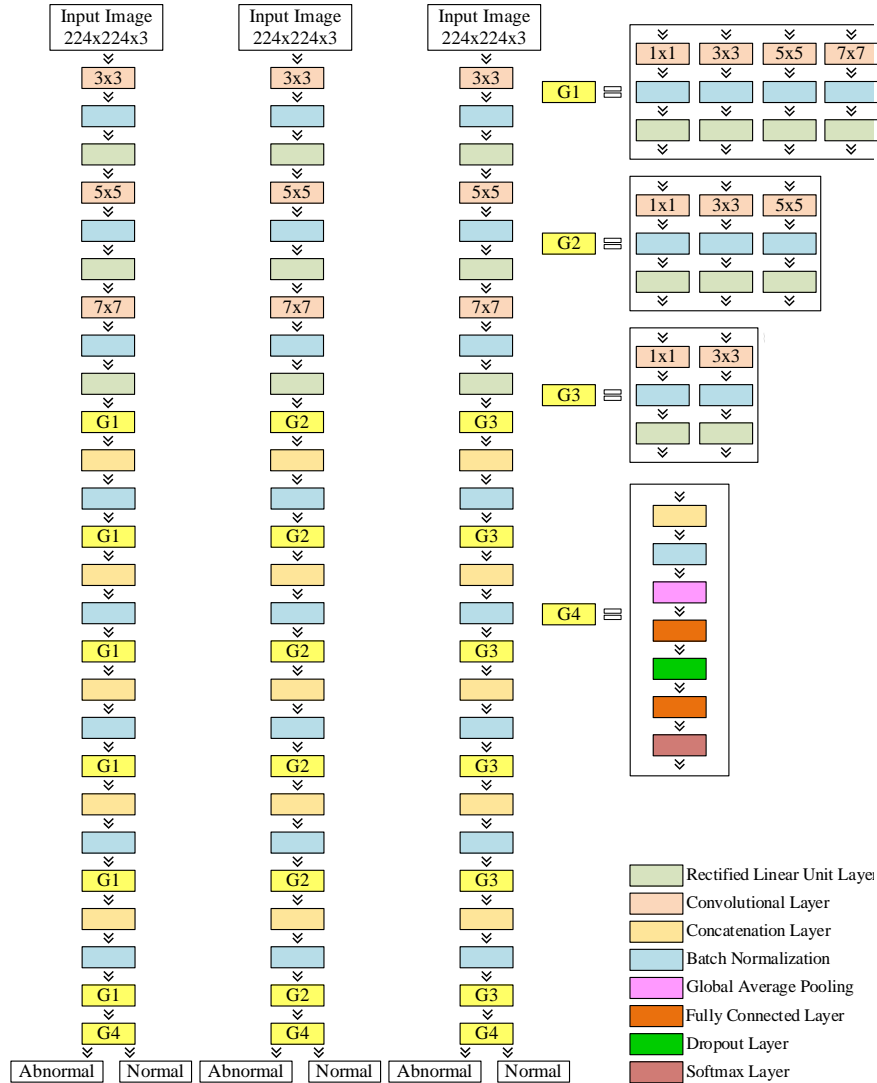 Input Image
224x224x3
3x3
5x5
7x7
G1
G1
G1
G1
G1
G1
G4
Abnormal
Normal
Input Image
224x224x3
3x3
5x5
7x7
G2
G2
G2
G2
G2
G2
G4
Abnormal
Normal
Input Image
224x224x3
3x3
5x5
7x7
G3
G3
G3
G3
G3
G3
G4
Abnormal
Normal
G1 = 1x1 3x3 5x5 7x7
G2 = 1x1 3x3 5x5
G3 = 1x1 3x3
G4 =
Rectified Linear Unit Layer
Convolutional Layer
Concatenation Layer
Batch Normalization
Global Average Pooling
Fully Connected Layer
Dropout Layer
Softmax Layer